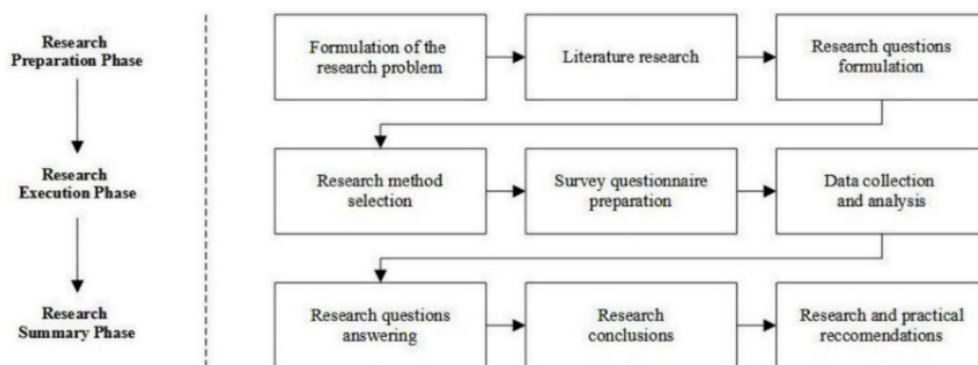 Research
Preparation Phase
Formulation of the
research problem
Literature research
Research questions
formulation
Research
Execution Phase
Research method
selection
Survey questionnaire
preparation
Data collection
and analysis
Research
Summary Phase
Research questions
answering
Research
conclusions
Research and practical
reccomendations